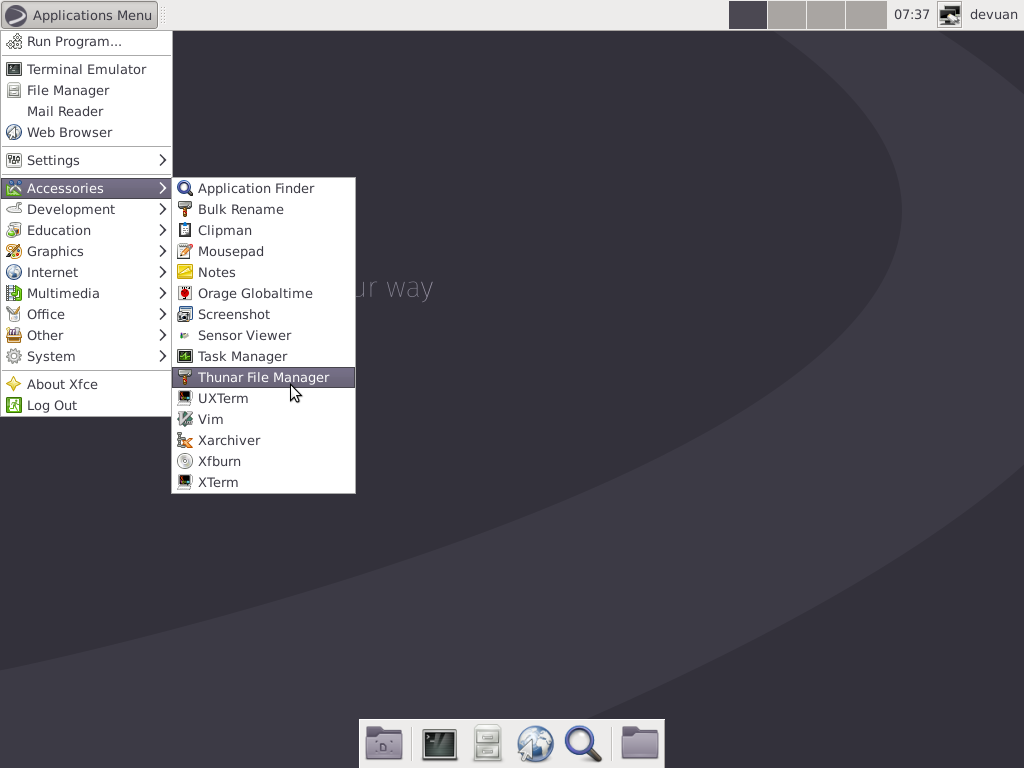 Applications Menu
07:37
devuan
Run Program...
Terminal Emulator
File Manager
Mail Reader
Web Browser
Settings
Accessories
Development
Education
Graphics
Internet
Multimedia
Office
Other
System
About Xfce
Log Out
Application Finder
Bulk Rename
Clipman
Mousepad
Notes
Orage Globaltime
Screenshot
Sensor Viewer
Task Manager
Thunar File Manager
UXTerm
Vim
Xarchiver
Xfburn
XTerm
way
D